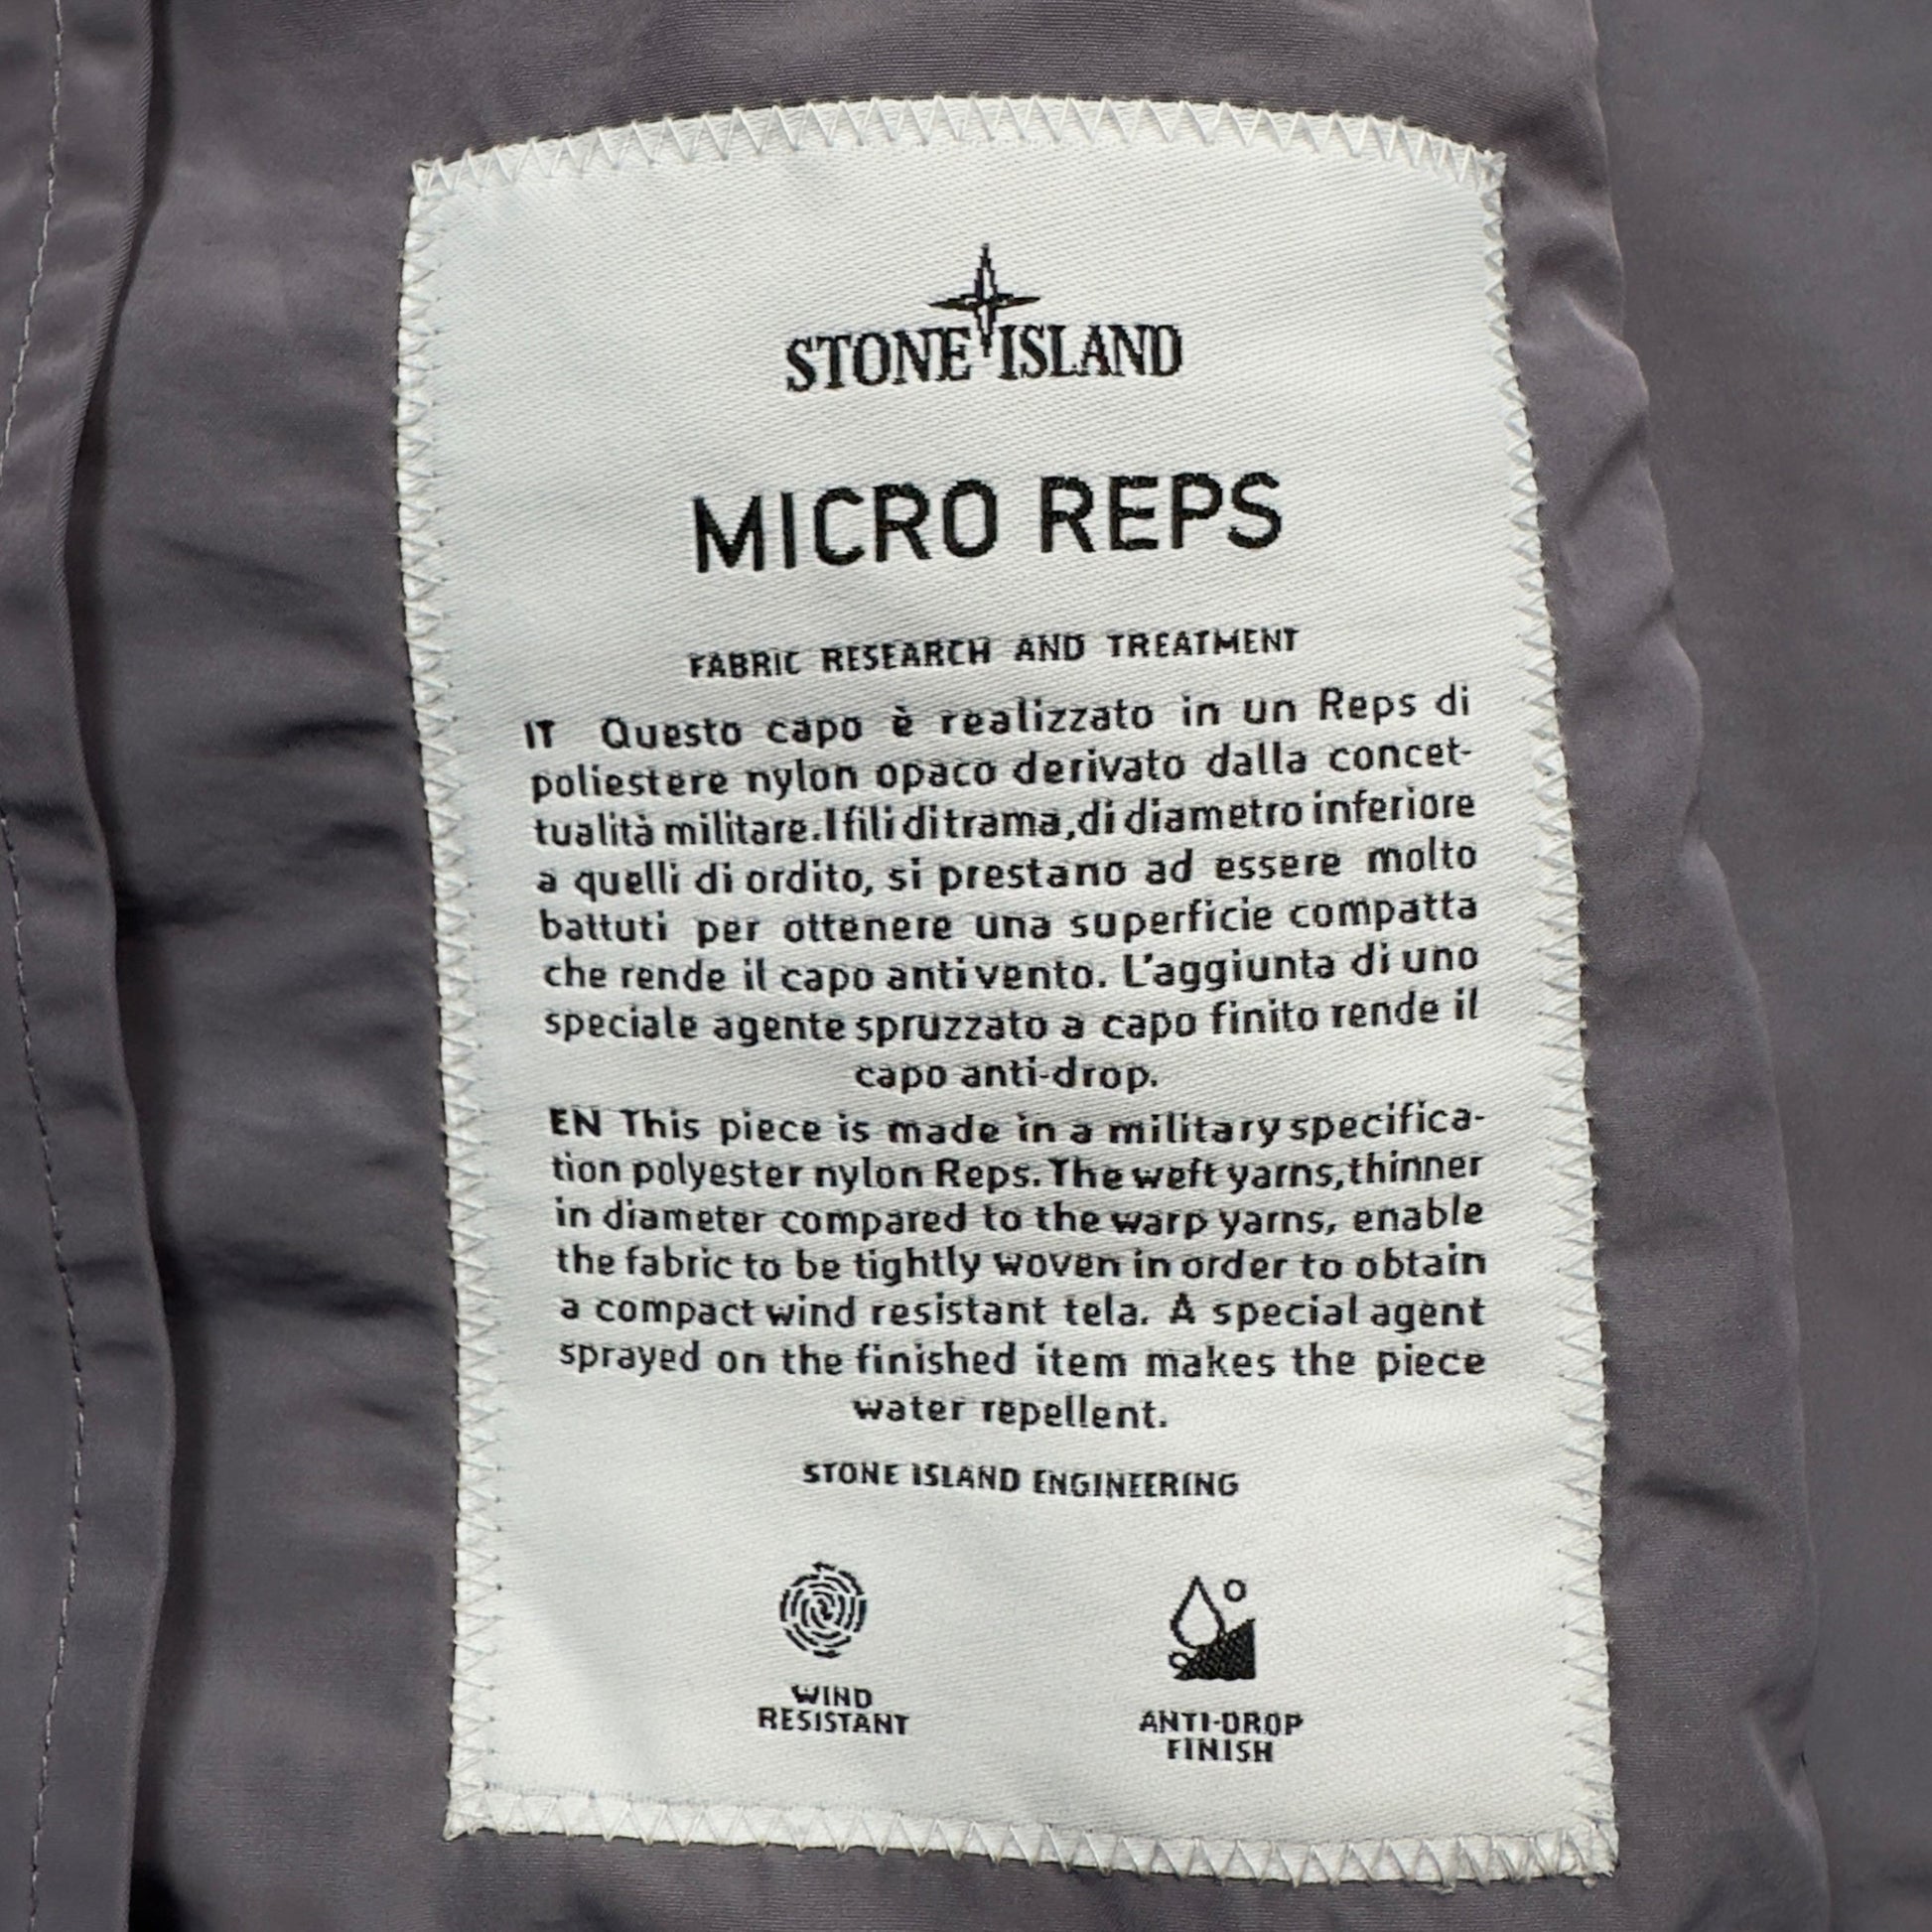 STONE ISLAND
MICRO REPS
FABRIC RESEARCH AND TREATMENT
IT Questo capo è realizzato in un Reps di
poliestere nylon opaco derivato dalla concet-
tualità militare.I fili di trama,di diametro inferiore
a quelli di ordito, si prestano ad essere molto
battuti per ottenere una superficie compatta
che rende il capo antivento. L'aggiunta di uno
speciale agente spruzzato a capo finito rende il
capo anti-drop.
EN This piece is made in a military specifica-
tion polyester nylon Reps. The weft yarns,thinner
in diameter compared to the warp yarns, enable
the fabric to be tightly woven in order to obtain
a compact wind resistant tela. A special agent
sprayed on the finished item makes the piece
water repellent.
STONE ISLAND ENGINEERING
WIND
RESISTANT
ANTI-DROP
FINISH